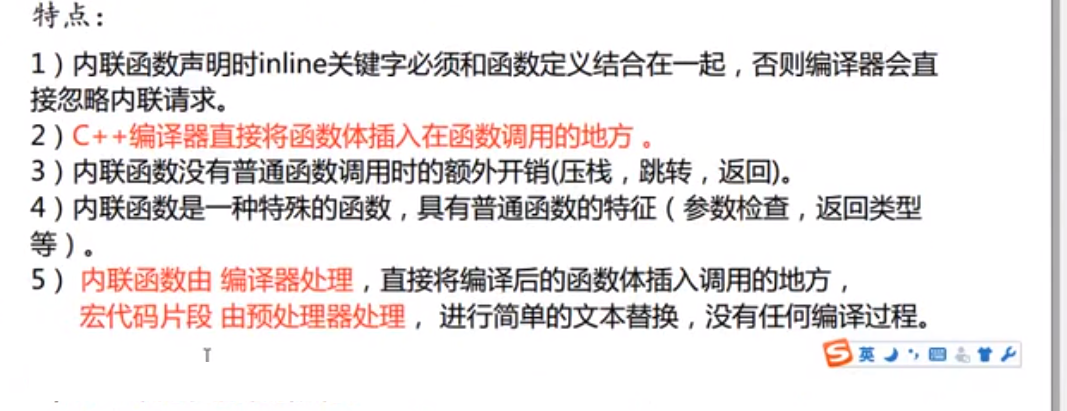 特点：
1）内联函数声明时inline关键字必须和函数定义结合在一起，否则编译器会直
接忽略内联请求。
2）C++编译器直接将函数体插入在函数调用的地方 。
3）内联函数没有普通函数调用时的额外开销(压栈，跳转，返回)。
4）内联函数是一种特殊的函数，具有普通函数的特征（参数检查，返回类型
等）。
5） 内联函数由 编译器处理，直接将编译后的函数体插入调用的地方，
宏代码片段 由预处理器处理， 进行简单的文本替换，没有任何编译过程。
英